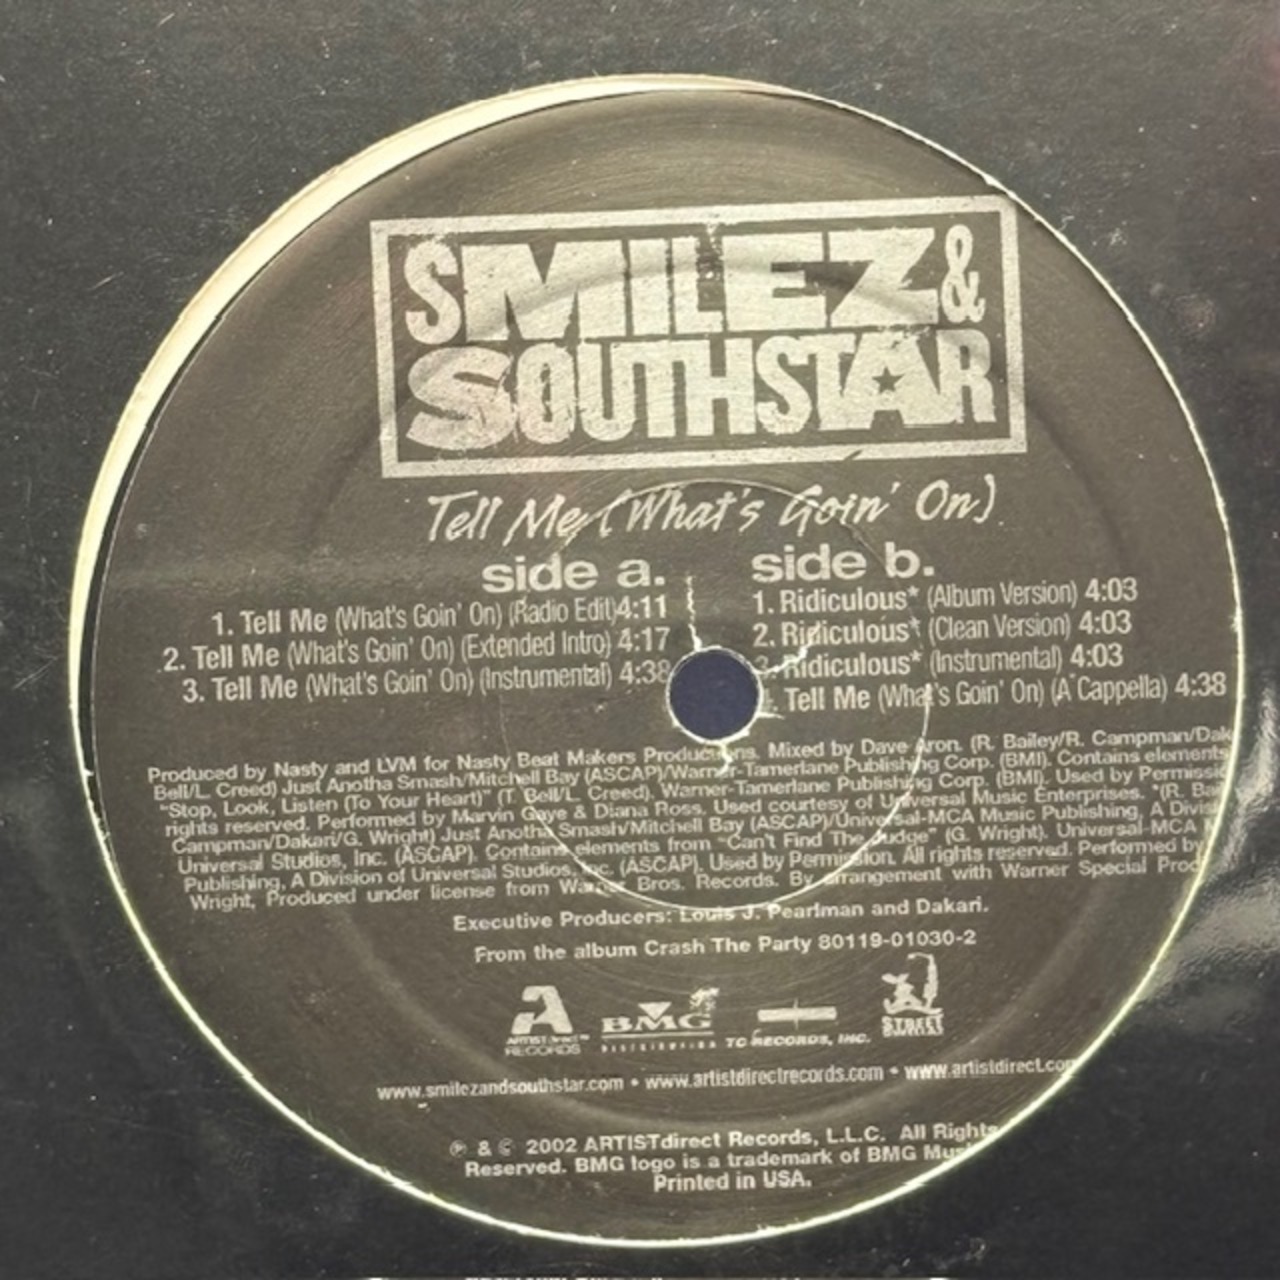 SMILEZ &
SOUTHSTAR
Tell Me (What's Goin' On)
side a.
1. Tell Me (What's Goin' On) (Radio Edit) 4:11
2. Tell Me (What's Goin' On) (Extended Intro) 4:17
3. Tell Me (What's Goin' On) (Instrumental) 4:38
side b.
1. Ridiculous* (Album Version) 4:03
2. Ridiculous* (Clean Version) 4:03
3. Ridiculous* (Instrumental) 4:03
Tell Me (What's Goin' On) (A Cappella) 4:38
Produced by Nasty and LVM for Nasty Beat Makers Productions. Mixed by Dave Aron. (R. Bailey/R. Campman/Dak
Bell/L. Creed) Just Anotha Smash/Mitchell Bay (ASCAP)/Warner-Tamerlane Publishing Corp. (BMI). Contains elements
"Stop, Look, Listen (To Your Heart)" (T. Bell/L. Creed). Warner-Tamerlane Publishing Corp. (BMI). Used by Permissio
rights reserved. Performed by Marvin Gaye & Diana Ross. Used courtesy of Universal Music Enterprises. *(R. Bai
Campman/Dakari/G. Wright) Just Anotha Smash/Mitchell Bay (ASCAP)/Universal-MCA Music Publishing, A Divisi
Universal Studios, Inc. (ASCAP). Contains elements from "Can't Find The Judge" (G. Wright). Universal-MCA
Publishing, A Division of Universal Studios, Inc. (ASCAP). Used by Permission. All rights reserved. Performed by
Wright, Produced under license from Warner Bros. Records. By arrangement with Warner Special Prod
Executive Producers: Louis J. Pearlman and Dakari.
From the album Crash The Party 80119-01030-2
A ARTISTdirect RECORDS
BMG DISTRIBUTION
TC RECORDS, INC.
STREET
www.smilezandsouthstar.com • www.artistdirectrecords.com • www.artistdirect.com
℗ & © 2002 ARTISTdirect Records, L.L.C. All Rights
Reserved. BMG logo is a trademark of BMG Mus
Printed in USA.